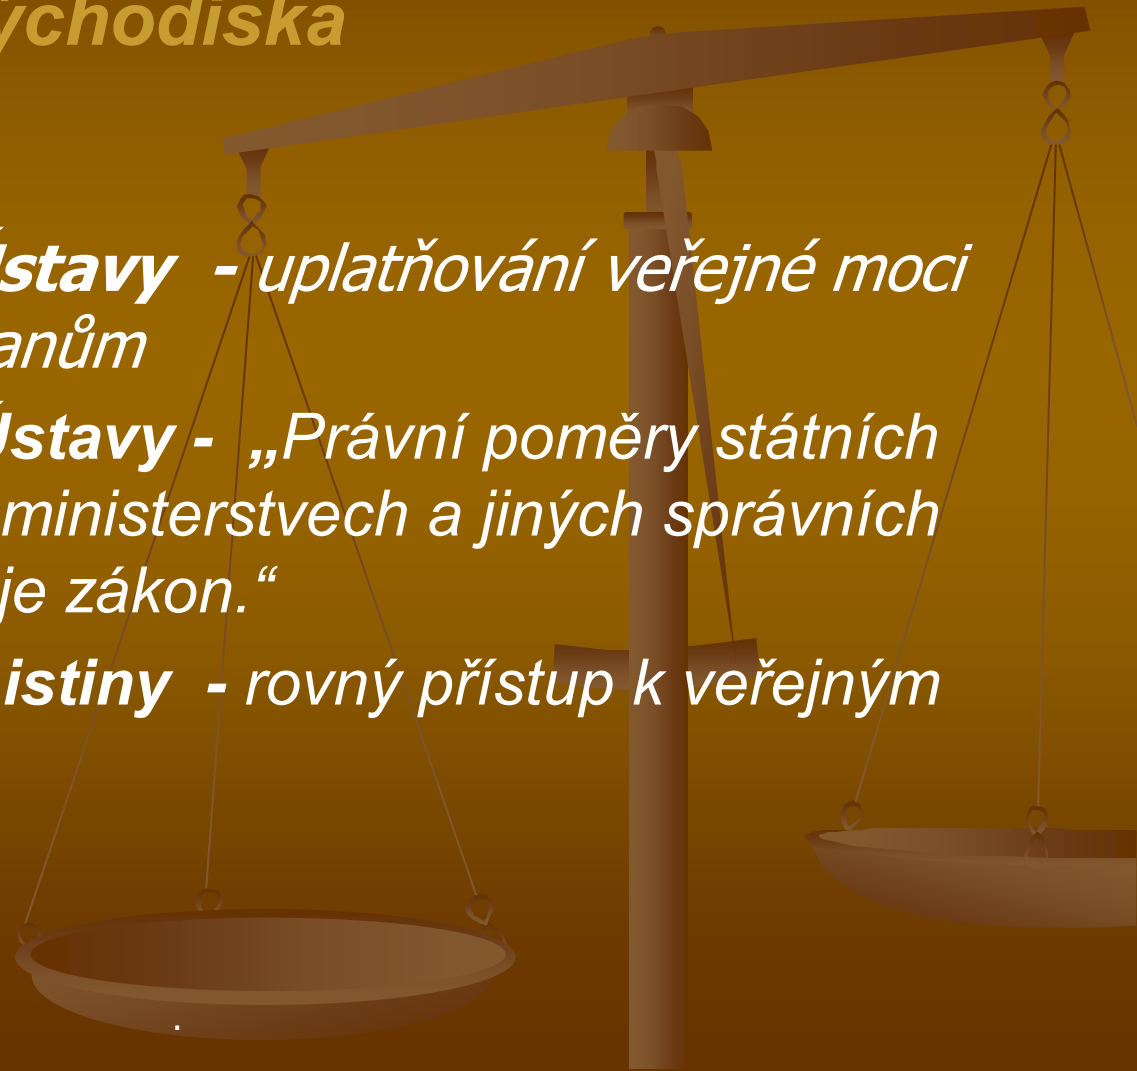 ýchodiska
Ústavy - uplatňování veřejné moci
anům
Ústavy - „Právní poměry státních
ministerstvech a jiných správních
je zákon.“
istiny - rovný přístup k veřejným
.